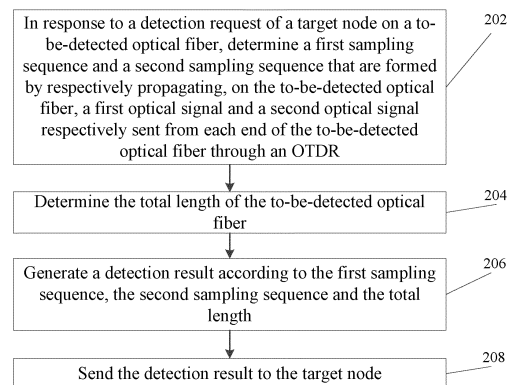 In response to a detection request of a target node on a to-
be-detected optical fiber, determine a first sampling
sequence and a second sampling sequence that are formed
by respectively propagating, on the to-be-detected optical
fiber, a first optical signal and a second optical signal
respectively sent from each end of the to-be-detected
optical fiber through an OTDR
202
Determine the total length of the to-be-detected optical
fiber
204
Generate a detection result according to the first sampling
sequence, the second sampling sequence and the total
length
206
Send the detection result to the target node
208